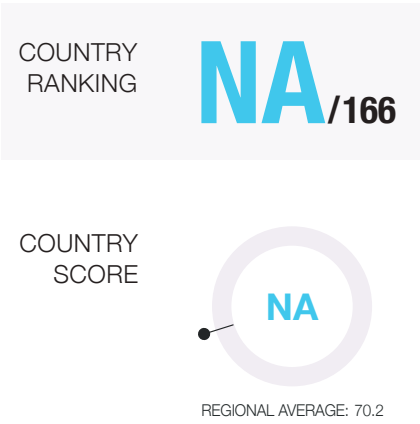 COUNTRY
RANKING
NA/166
COUNTRY
SCORE
NA
REGIONAL AVERAGE: 70.2